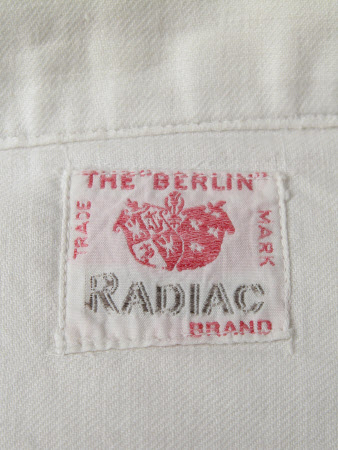 THE "BERLIN"
TRADE
MARK
RADIAC
BRAND